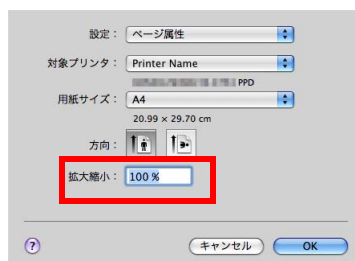 設定： ページ属性
対象プリンタ： Printer Name
PPD
用紙サイズ： A4
20.99 × 29.70 cm
方向：
拡大縮小： 100 %
? キャンセル OK